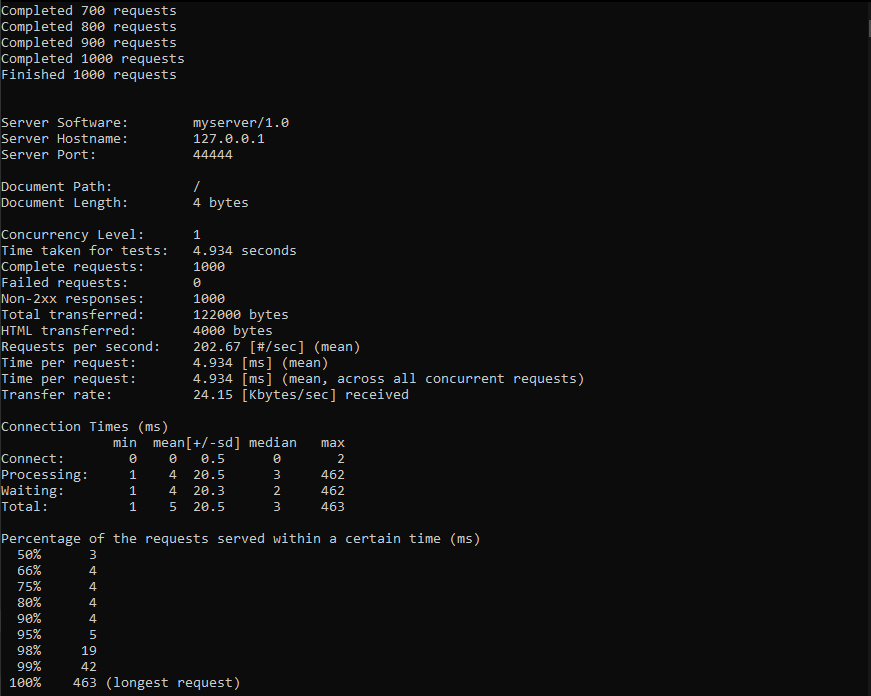 Completed 700 requests
Completed 800 requests
Completed 900 requests
Completed 1000 requests
Finished 1000 requests
Server Software:        myserver/1.0
Server Hostname:        127.0.0.1
Server Port:            44444
Document Path:          /
Document Length:        4 bytes
Concurrency Level:      1
Time taken for tests:   4.934 seconds
Complete requests:      1000
Failed requests:        0
Non-2xx responses:      1000
Total transferred:      122000 bytes
HTML transferred:       4000 bytes
Requests per second:    202.67 [#/sec] (mean)
Time per request:       4.934 [ms] (mean)
Time per request:       4.934 [ms] (mean, across all concurrent requests)
Transfer rate:          24.15 [Kbytes/sec] received
Connection Times (ms)
              min  mean[+/-sd] median   max
Connect:        0    0   0.5      0       2
Processing:     1    4  20.5      3     462
Waiting:        1    4  20.3      2     462
Total:          1    5  20.5      3     463
Percentage of the requests served within a certain time (ms)
  50%      3
  66%      4
  75%      4
  80%      4
  90%      4
  95%      5
  98%     19
  99%     42
 100%    463 (longest request)